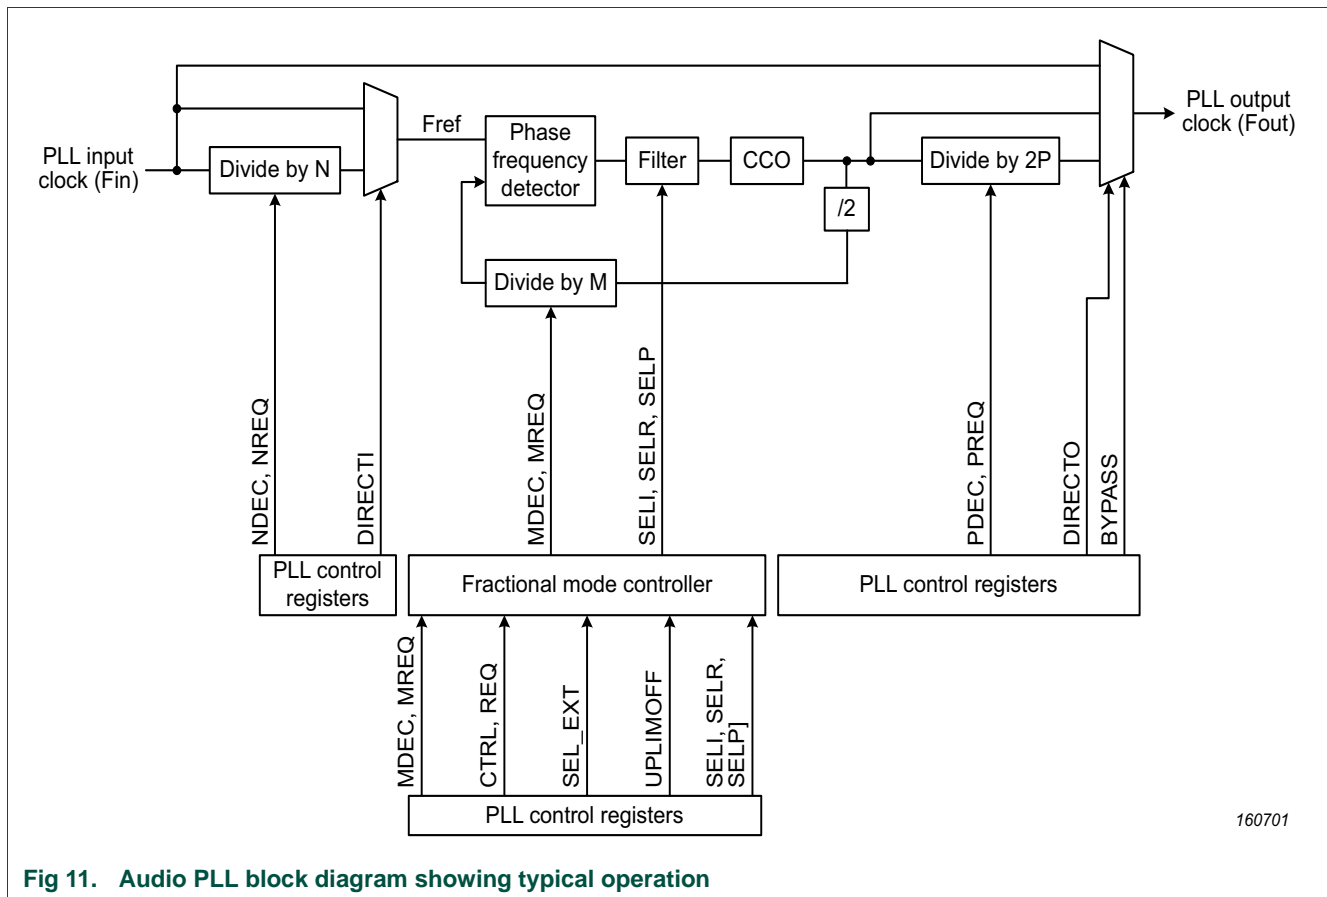 PLL input
clock (Fin)
Divide by N
Fref
Phase
frequency
detector
Filter
CCO
/2
Divide by 2P
PLL output
clock (Fout)
Divide by M
NDEC, NREQ
DIRECTI
MDEC, MREQ
SELI, SELR, SELP
PDEC, PREQ
DIRECTO
BYPASS
PLL control
registers
Fractional mode controller
PLL control registers
MDEC, MREQ
CTRL, REQ
SEL_EXT
UPLIMOFF
SELI, SELR,
SELP]
PLL control registers
160701
Fig 11. Audio PLL block diagram showing typical operation